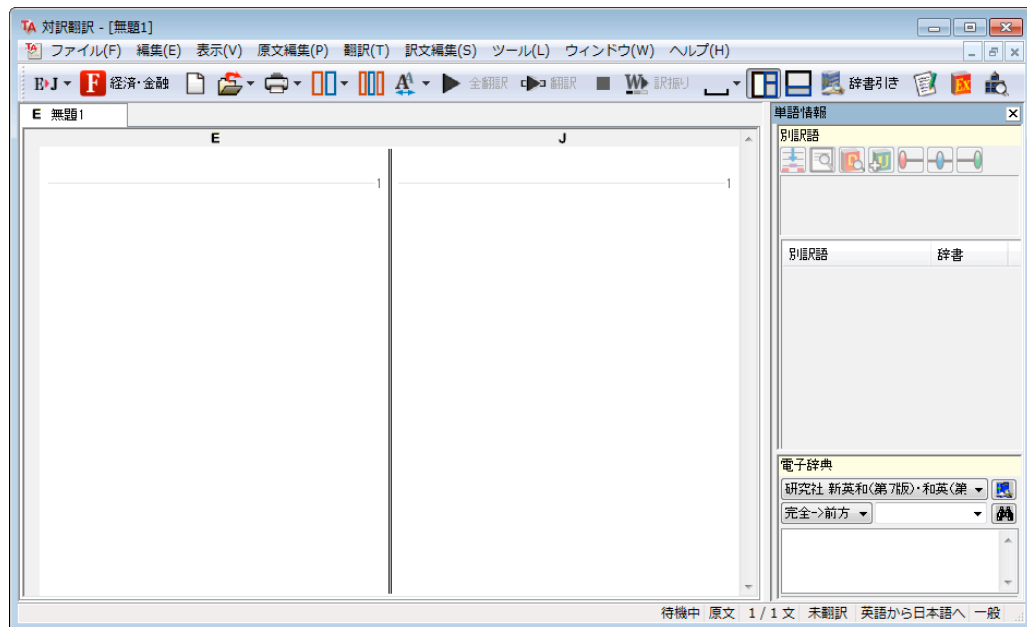 TA 対訳翻訳 - [無題1]
ファイル(F) 編集(E) 表示(V) 原文編集(P) 翻訳(T) 訳文編集(S) ツール(L) ウィンドウ(W) ヘルプ(H)
E▸J F 経済・金融 A A 全翻訳 翻訳 W 訳振り 辞書引き EX
E 無題1
E J
1 1
単語情報
別訳語
別訳語 辞書
電子辞典
研究社 新英和(第7版)・和英(第
完全->前方
待機中 原文 1 / 1 文 未翻訳 英語から日本語へ 一般